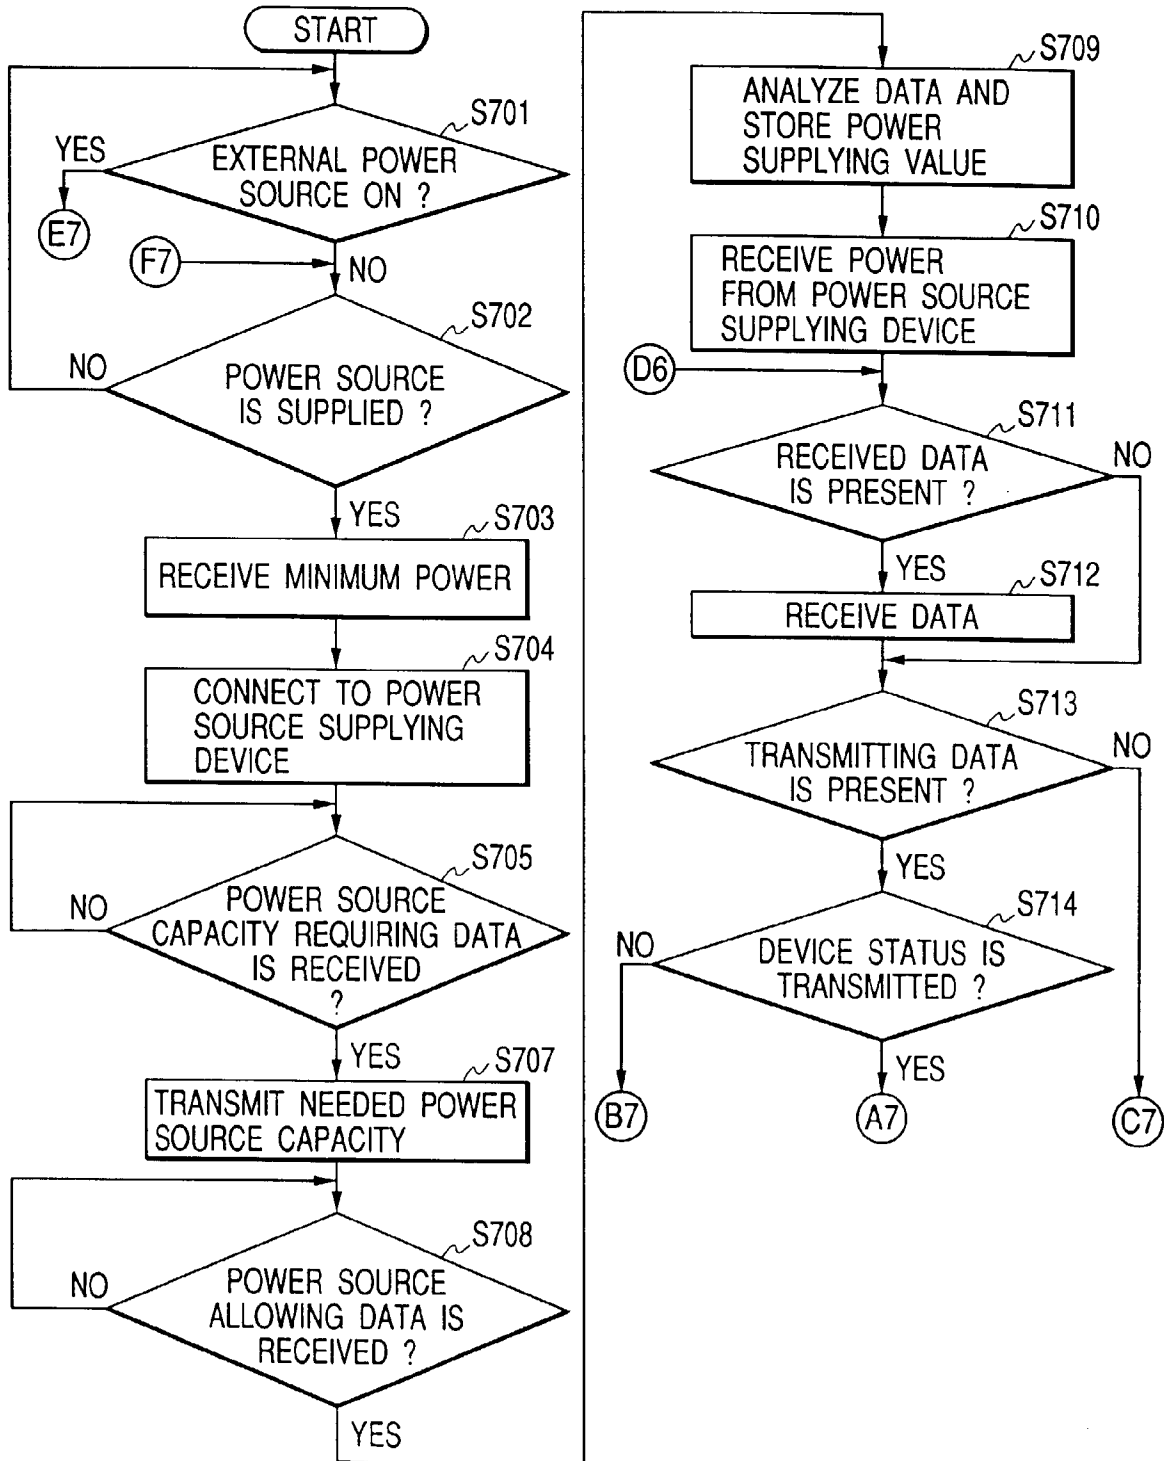 START
S701
YES
EXTERNAL POWER
SOURCE ON ?
E7
F7
NO
S702
NO
POWER SOURCE
IS SUPPLIED ?
YES
S703
RECEIVE MINIMUM POWER
S704
CONNECT TO POWER
SOURCE SUPPLYING
DEVICE
S705
NO
POWER SOURCE
CAPACITY REQUIRING DATA
IS RECEIVED
?
YES
S707
TRANSMIT NEEDED POWER
SOURCE CAPACITY
S708
NO
POWER SOURCE
ALLOWING DATA IS
RECEIVED ?
YES
S709
ANALYZE DATA AND
STORE POWER
SUPPLYING VALUE
S710
RECEIVE POWER
FROM POWER SOURCE
SUPPLYING DEVICE
D6
S711
RECEIVED DATA
IS PRESENT ?
NO
YES
S712
RECEIVE DATA
S713
TRANSMITTING DATA
IS PRESENT ?
NO
YES
S714
NO
DEVICE STATUS IS
TRANSMITTED ?
YES
B7
A7
C7